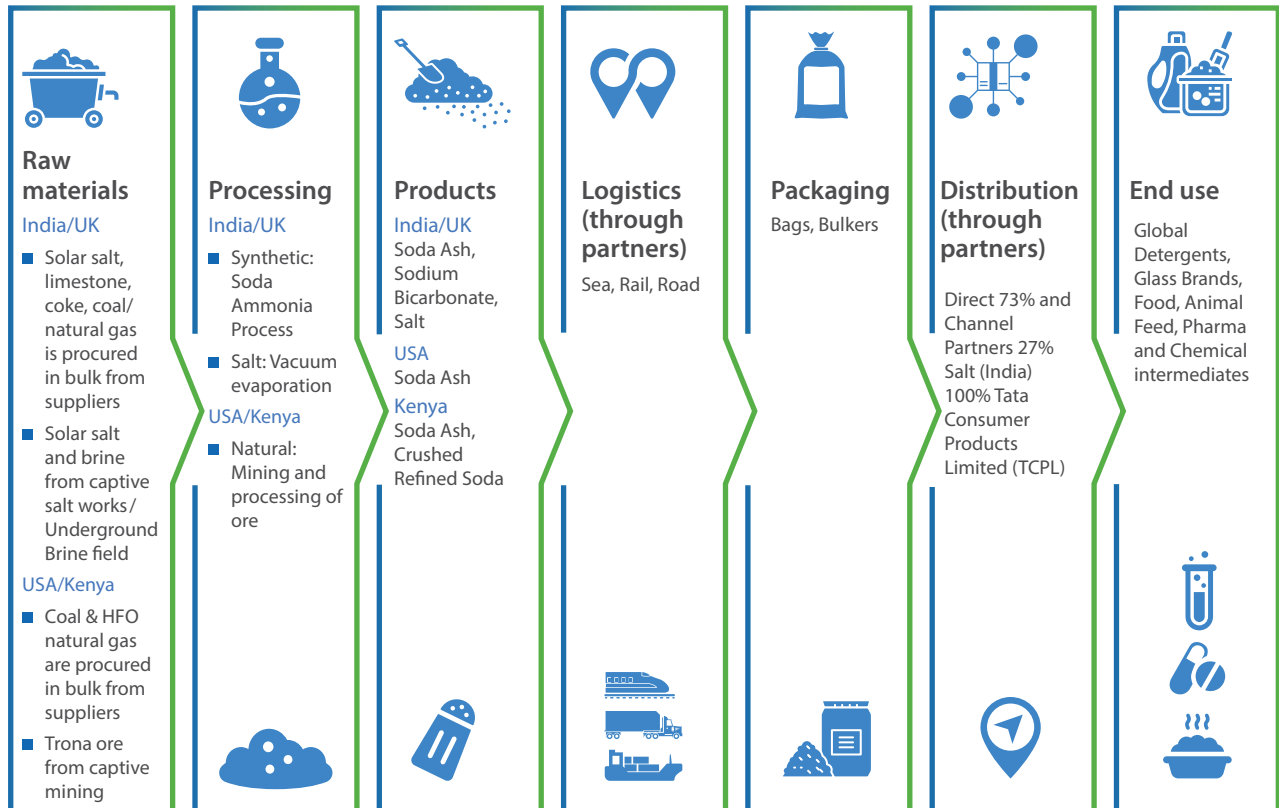 Raw
materials
India/UK
■ Solar salt,
limestone,
coke, coal/
natural gas
is procured
in bulk from
suppliers
■ Solar salt
and brine
from captive
salt works/
Underground
Brine field
USA/Kenya
■ Coal & HFO
natural gas
are procured
in bulk from
suppliers
■ Trona ore
from captive
mining
Processing
India/UK
■ Synthetic:
Soda
Ammonia
Process
■ Salt: Vacuum
evaporation
USA/Kenya
■ Natural:
Mining and
processing of
ore
Products
India/UK
Soda Ash,
Sodium
Bicarbonate,
Salt
USA
Soda Ash
Kenya
Soda Ash,
Crushed
Refined Soda
Logistics
(through
partners)
Sea, Rail, Road
Packaging
Bags, Bulkers
Distribution
(through
partners)
Direct 73% and
Channel
Partners 27%
Salt (India)
100% Tata
Consumer
Products
Limited (TCPL)
End use
Global
Detergents,
Glass Brands,
Food, Animal
Feed, Pharma
and Chemical
intermediates